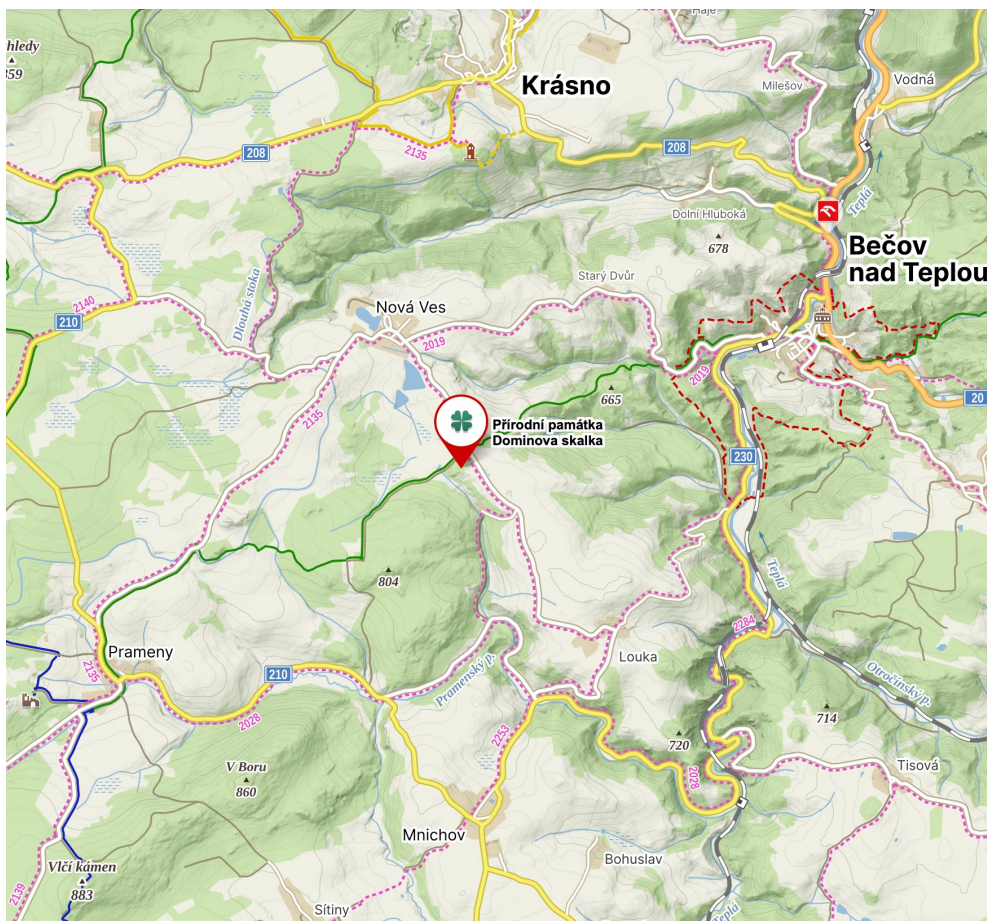 Háje
hledy
859
Krásno
Milešov
Vodná
208
2135
208
Teplá
Dolní Hluboká
678
Bečov
nad Teplou
Starý Dvůr
Dlouhá stoka
2140
210
Nová Ves
2019
2019
665
20
2135
Přírodní památka
Dominova skalka
230
804
Teplá
2284
Prameny
2135
Louka
Pramenský p.
210
Otročínský p.
2028
2253
714
720
V Boru
860
2028
Tisová
Mnichov
Bohuslav
Vlčí kámen
883
2139
Sítiny
Teplá